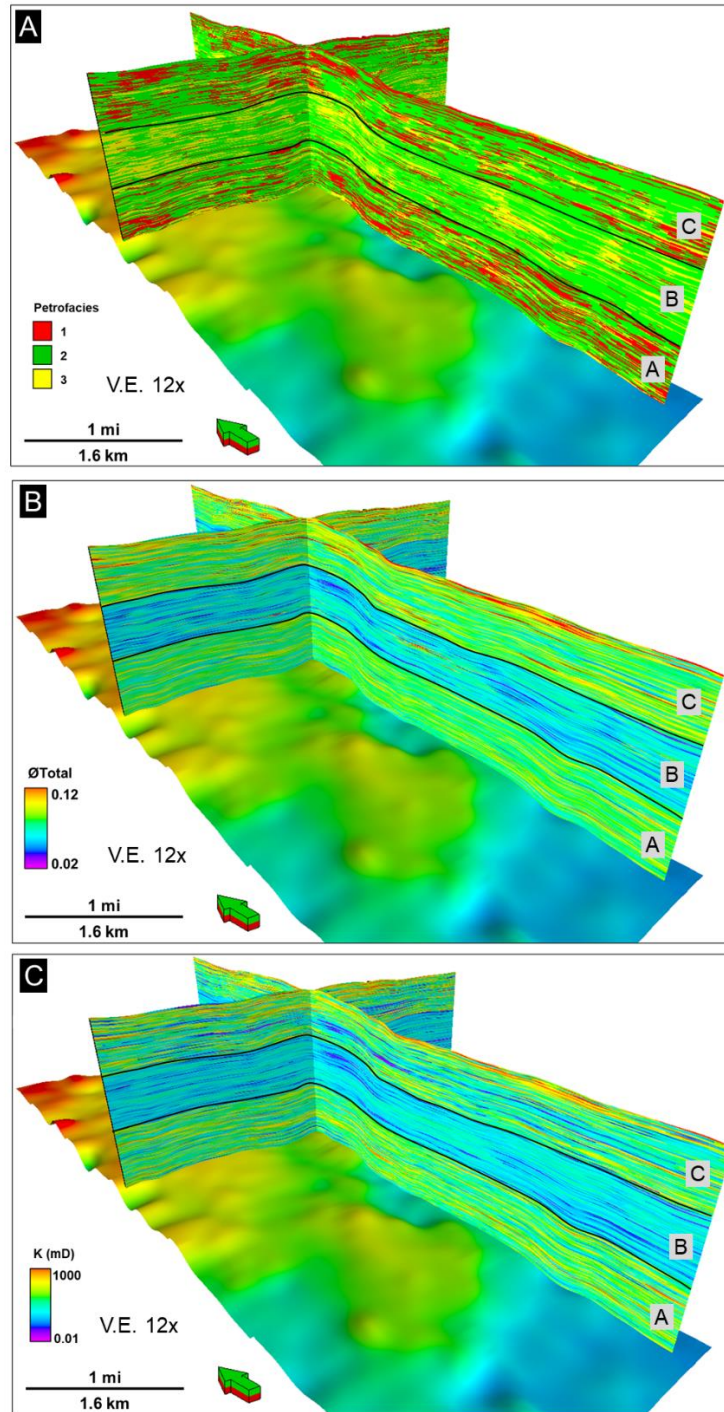 A
C
B
A
Petrofacies
1
2
3
V.E. 12x
1 mi
1.6 km
B
C
B
A
ØTotal
0.12
0.02
V.E. 12x
1 mi
1.6 km
C
C
B
A
K (mD)
1000
0.01
V.E. 12x
1 mi
1.6 km